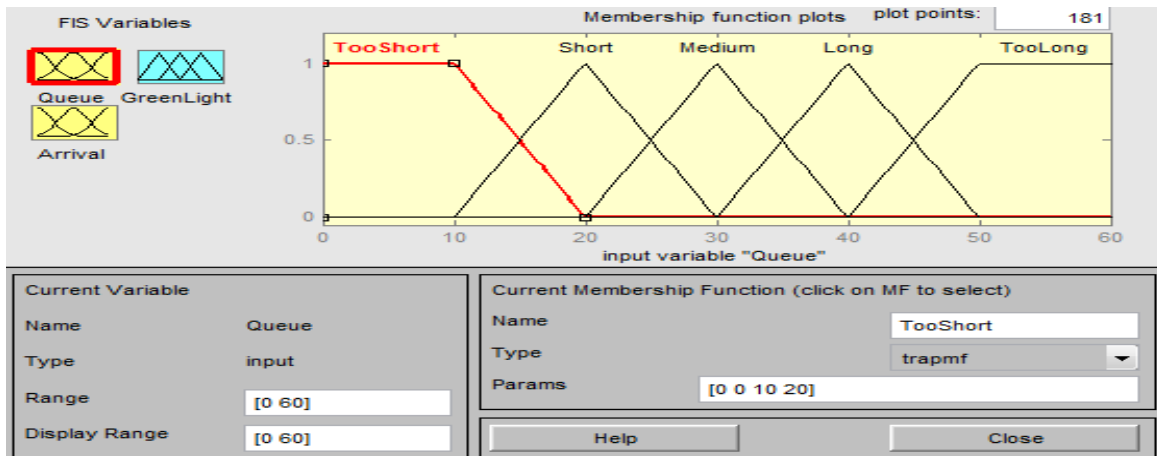 FIS Variables
Membership function plots plot points: 181
TooShort Short Medium Long TooLong
1
Queue GreenLight
0.5
Arrival
0
0 10 20 30 40 50 60
input variable "Queue"
Current Variable
Name Queue
Type input
Range [0 60]
Display Range [0 60]
Current Membership Function (click on MF to select)
Name TooShort
Type trapmf
Params [0 0 10 20]
Help Close